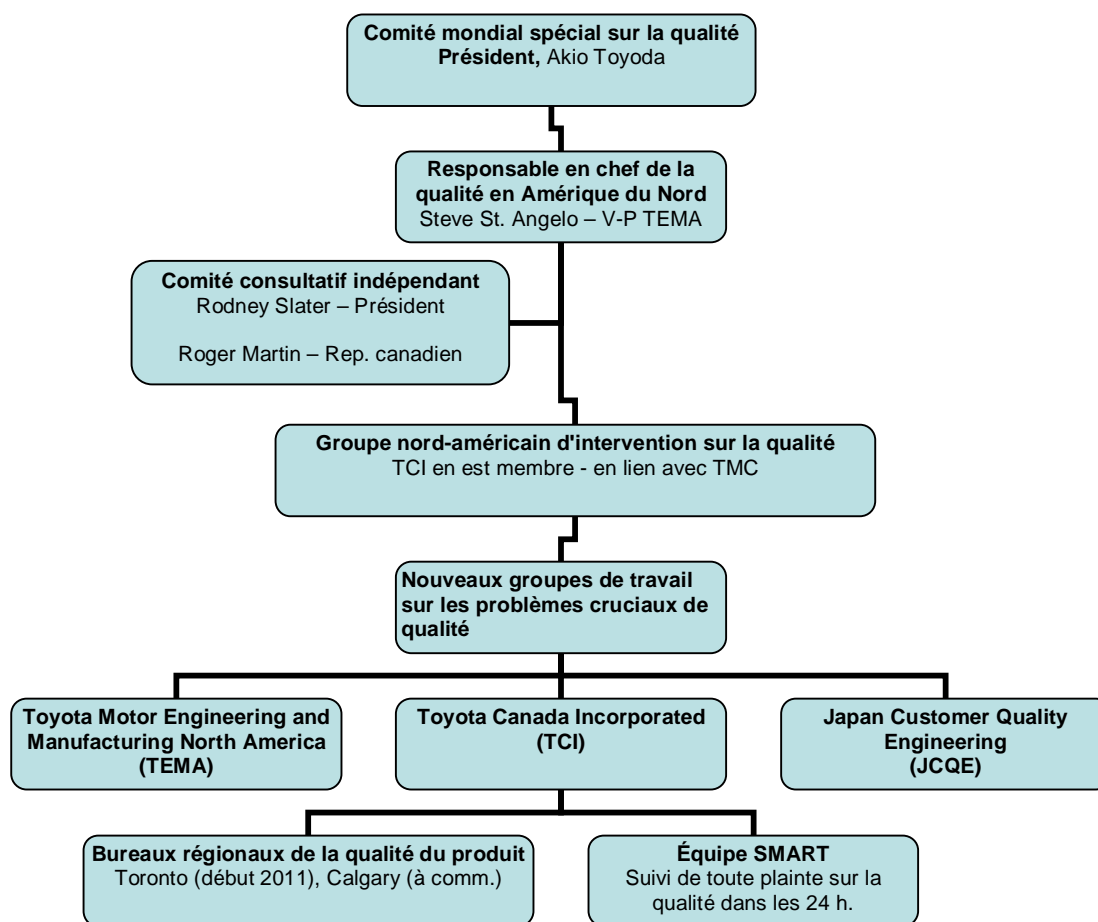 Comité mondial spécial sur la qualité
Président, Akio Toyoda
Responsable en chef de la
qualité en Amérique du Nord
Steve St. Angelo – V-P TEMA
Comité consultatif indépendant
Rodney Slater – Président
Roger Martin – Rep. canadien
Groupe nord-américain d'intervention sur la qualité
TCI en est membre - en lien avec TMC
Nouveaux groupes de travail
sur les problèmes cruciaux de
qualité
Toyota Motor Engineering and
Manufacturing North America
(TEMA)
Toyota Canada Incorporated
(TCI)
Japan Customer Quality
Engineering
(JCQE)
Bureaux régionaux de la qualité du produit
Toronto (début 2011), Calgary (à comm.)
Équipe SMART
Suivi de toute plainte sur la
qualité dans les 24 h.